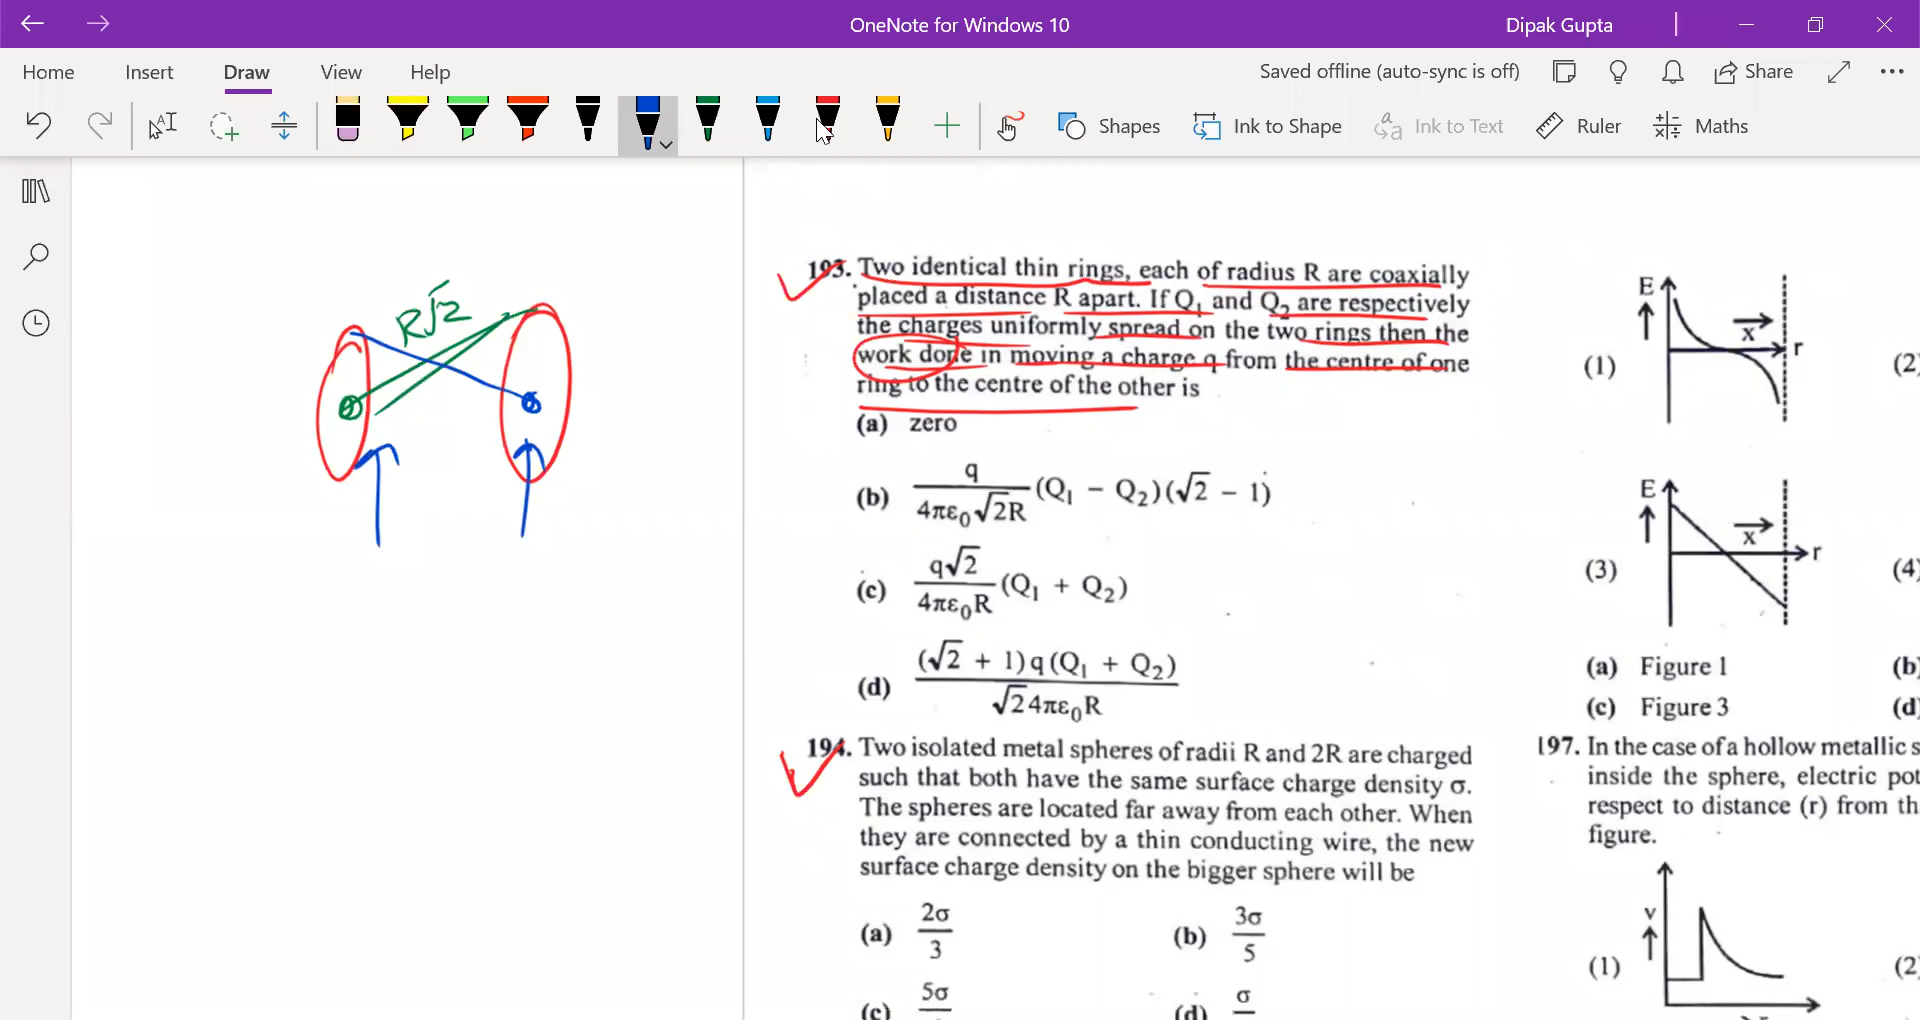 OneNote for Windows 10
Dipak Gupta
Home Insert Draw View Help
Saved offline (auto-sync is off)
Share
Shapes
Ink to Shape
Ink to Text
Ruler
Maths
R√2
193. Two identical thin rings, each of radius R are coaxially
placed a distance R apart. If Q₁ and Q₂ are respectively
the charges uniformly spread on the two rings then the
work done in moving a charge q from the centre of one
ring to the centre of the other is
(a) zero
(b) q/(4πε₀√2R) (Q₁ − Q₂)(√2 − 1)
(c) q√2/(4πε₀R) (Q₁ + Q₂)
(d) (√2 + 1)q(Q₁ + Q₂)/(√2 4πε₀R)
194. Two isolated metal spheres of radii R and 2R are charged
such that both have the same surface charge density σ.
The spheres are located far away from each other. When
they are connected by a thin conducting wire, the new
surface charge density on the bigger sphere will be
(a) 2σ/3 (b) 3σ/5
(c) 5σ (d) σ
E
x
r
(1) (2)
E
x
r
(3) (4)
(a) Figure 1 (b)
(c) Figure 3 (d)
197. In the case of a hollow metallic s
inside the sphere, electric pot
respect to distance (r) from th
figure.
v
(1) (2)